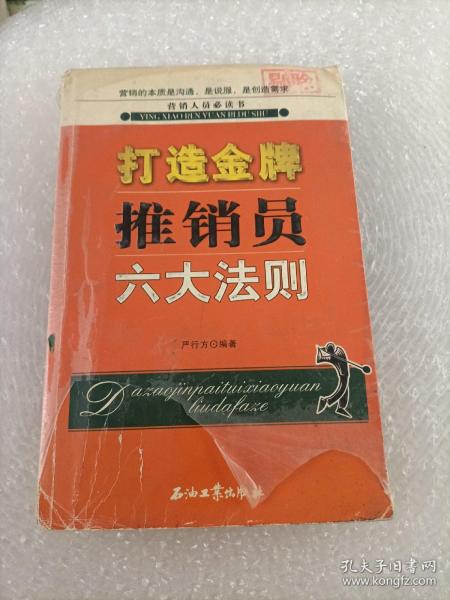 营销的本质是沟通，是说服，是创造需求
营销人员必读书
YING XIAO REN YUAN BI DU SHU
打造金牌
推销员
六大法则
严行方⊙编著
Dazaojinpaituixiaoyuan
liudafaze
石油工业出版社
孔夫子旧书网
www.kongfz.com